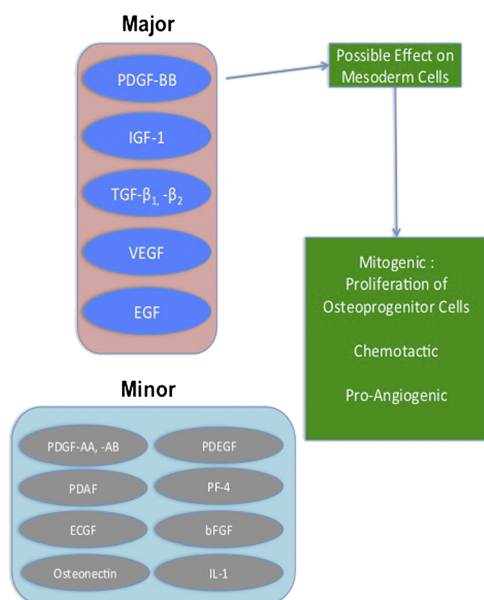 Major
PDGF-BB
IGF-1
TGF-β₁, -β₂
VEGF
EGF
Possible Effect on
Mesoderm Cells
Mitogenic :
Proliferation of
Osteoprogenitor Cells
Chemotactic
Pro-Angiogenic
Minor
PDGF-AA, -AB
PDEGF
PDAF
PF-4
ECGF
bFGF
Osteonectin
IL-1